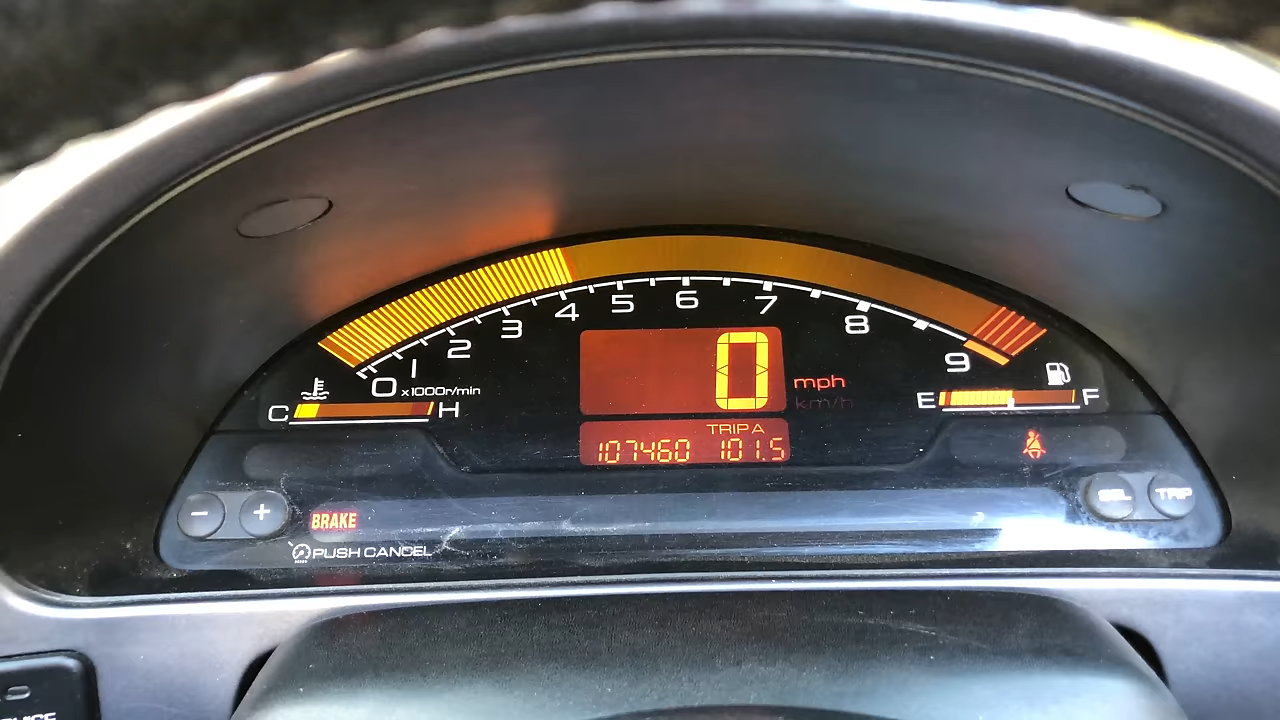 0 1 2 3 4 5 6 7 8 9
x1000r/min
C H
0
mph
km/h
E F
TRIP A
107460 101.5
- +
SEL TRIP
BRAKE
PUSH CANCEL